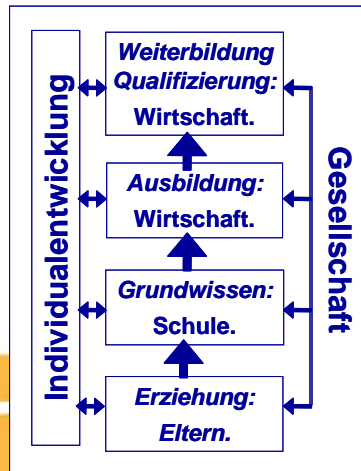 Individualentwicklung
Weiterbildung
Qualifizierung:
Wirtschaft.
Ausbildung:
Wirtschaft.
Grundwissen:
Schule.
Erziehung:
Eltern.
Gesellschaft